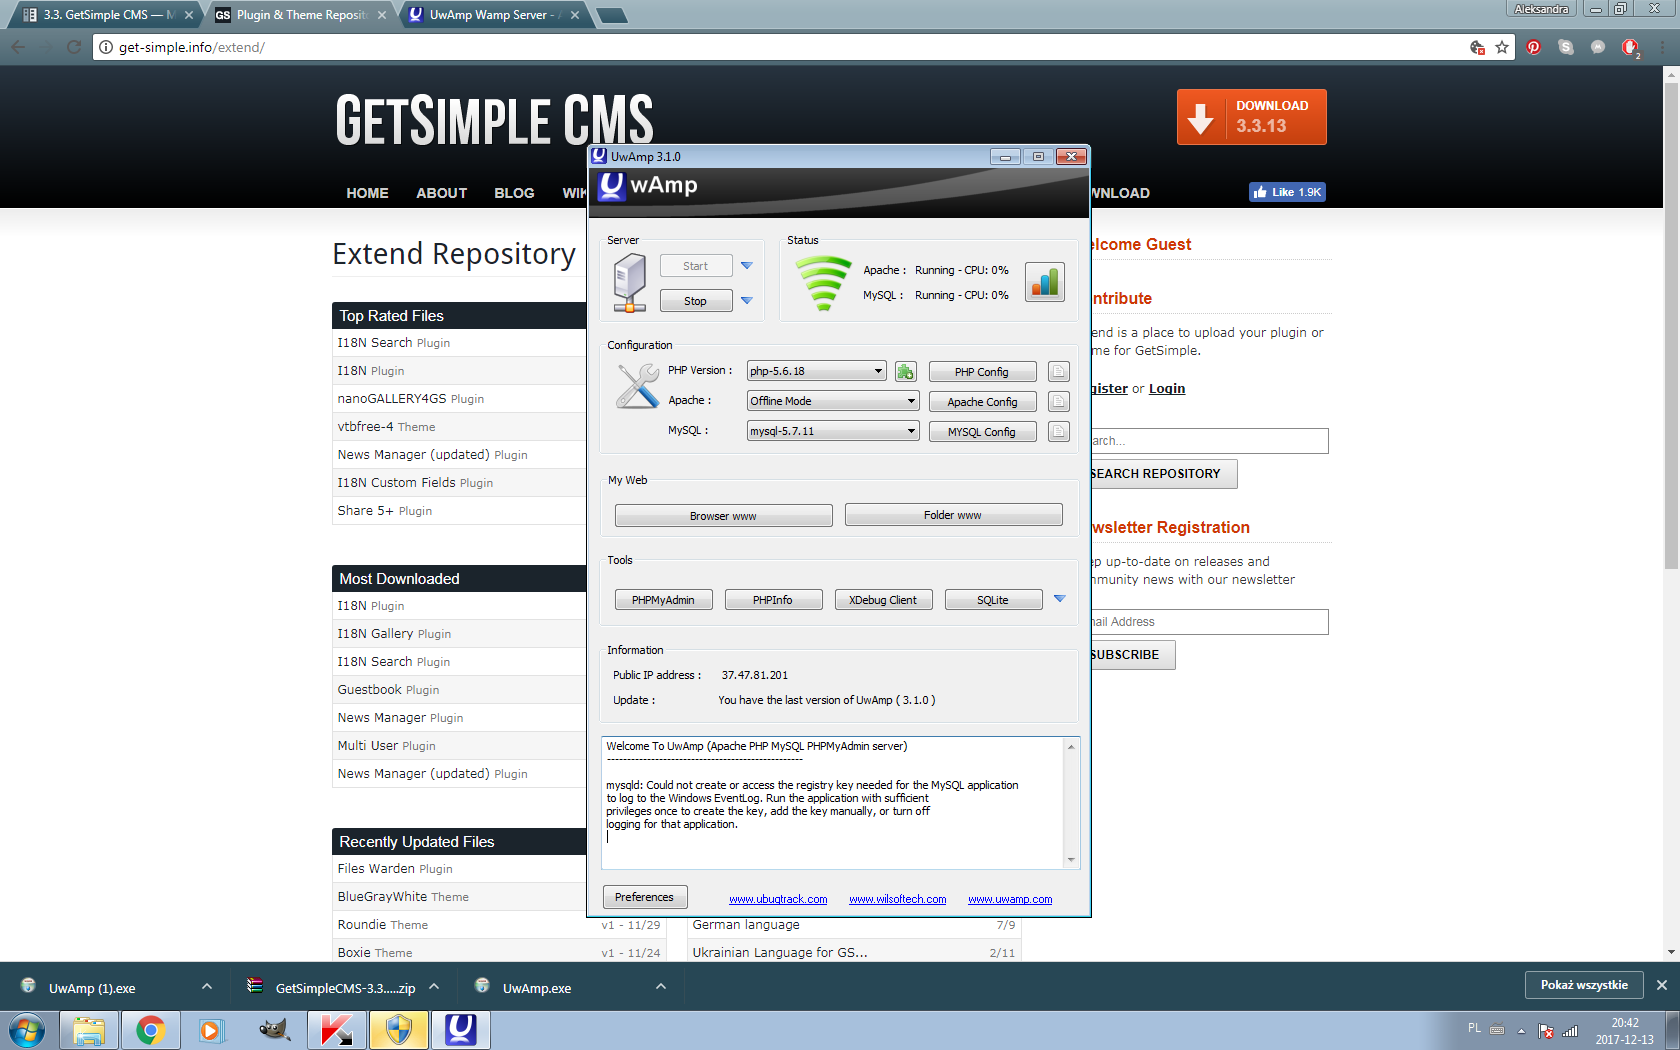 3.3. GetSimple CMS — M
Plugin & Theme Reposito
UwAmp Wamp Server - A
Aleksandra
get-simple.info/extend/
2
GETSIMPLE CMS
DOWNLOAD
3.3.13
HOME
ABOUT
BLOG
WIK
WNLOAD
Like 1.9K
Extend Repository
Top Rated Files
I18N Search Plugin
I18N Plugin
nanoGALLERY4GS Plugin
vtbfree-4 Theme
News Manager (updated) Plugin
I18N Custom Fields Plugin
Share 5+ Plugin
Most Downloaded
I18N Plugin
I18N Gallery Plugin
I18N Search Plugin
Guestbook Plugin
News Manager Plugin
Multi User Plugin
News Manager (updated) Plugin
Recently Updated Files
Files Warden Plugin
BlueGrayWhite Theme
Roundie Theme
v1 - 11/29
Boxie Theme
v1 - 11/24
German language
7/9
Ukrainian Language for GS...
2/11
UwAmp 3.1.0
wAmp
Server
Start
Stop
Status
Apache : Running - CPU: 0%
MySQL : Running - CPU: 0%
Configuration
PHP Version : php-5.6.18 PHP Config
Apache : Offline Mode Apache Config
MySQL : mysql-5.7.11 MYSQL Config
My Web
Browser www
Folder www
Tools
PHPMyAdmin
PHPInfo
XDebug Client
SQLite
Information
Public IP address : 37.47.81.201
Update : You have the last version of UwAmp ( 3.1.0 )
Welcome To UwAmp (Apache PHP MySQL PHPMyAdmin server)
-------------------------------------------------
mysqld: Could not create or access the registry key needed for the MySQL application
to log to the Windows EventLog. Run the application with sufficient
privileges once to create the key, add the key manually, or turn off
logging for that application.
Preferences
www.ubugtrack.com
www.wilsoftech.com
www.uwamp.com
elcome Guest
ntribute
end is a place to upload your plugin or
me for GetSimple.
gister or Login
arch...
SEARCH REPOSITORY
wsletter Registration
ep up-to-date on releases and
mmunity news with our newsletter
mail Address
SUBSCRIBE
UwAmp (1).exe
GetSimpleCMS-3.3.....zip
UwAmp.exe
Pokaż wszystkie
PL
20:42
2017-12-13